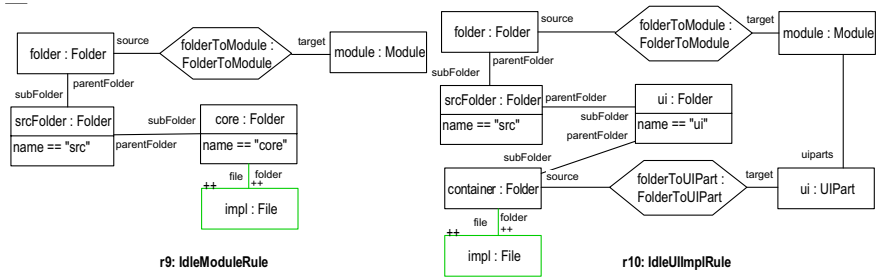 source
target
folder : Folder
folderToModule :
FolderToModule
module : Module
parentFolder
subFolder
srcFolder : Folder
name == "src"
subFolder
parentFolder
core : Folder
name == "core"
file
folder
++
++
impl : File
r9: IdleModuleRule
source
target
folder : Folder
folderToModule :
FolderToModule
module : Module
parentFolder
subFolder
srcFolder : Folder
name == "src"
parentFolder
subFolder
ui : Folder
name == "ui"
parentFolder
subFolder
uiparts
container : Folder
source
folderToUIPart :
FolderToUIPart
target
ui : UIPart
file
folder
++
++
impl : File
r10: IdleUIImplRule